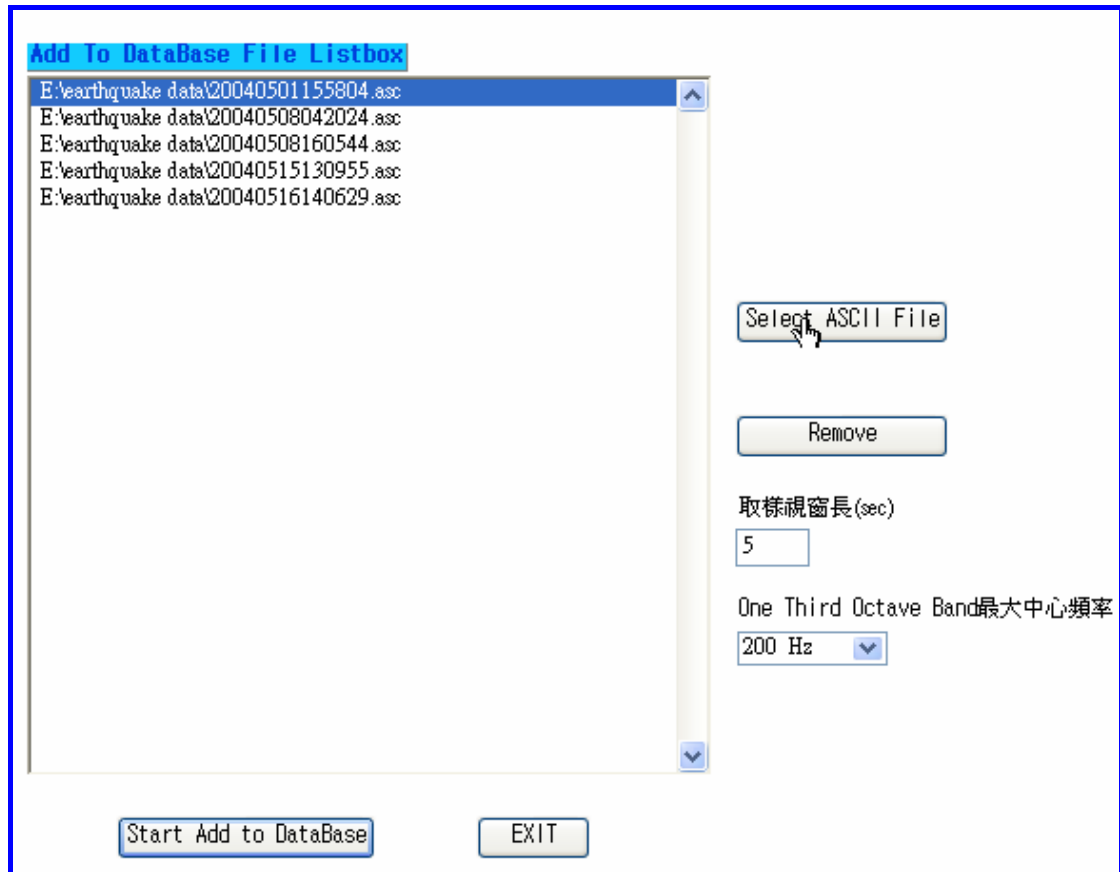 Add To DataBase File Listbox
E:\earthquake data\20040501155804.asc
E:\earthquake data\20040508042024.asc
E:\earthquake data\20040508160544.asc
E:\earthquake data\20040515130955.asc
E:\earthquake data\20040516140629.asc
Select ASCII File
Remove
取樣視窗長(sec)
5
One Third Octave Band最大中心頻率
200 Hz
Start Add to DataBase
EXIT